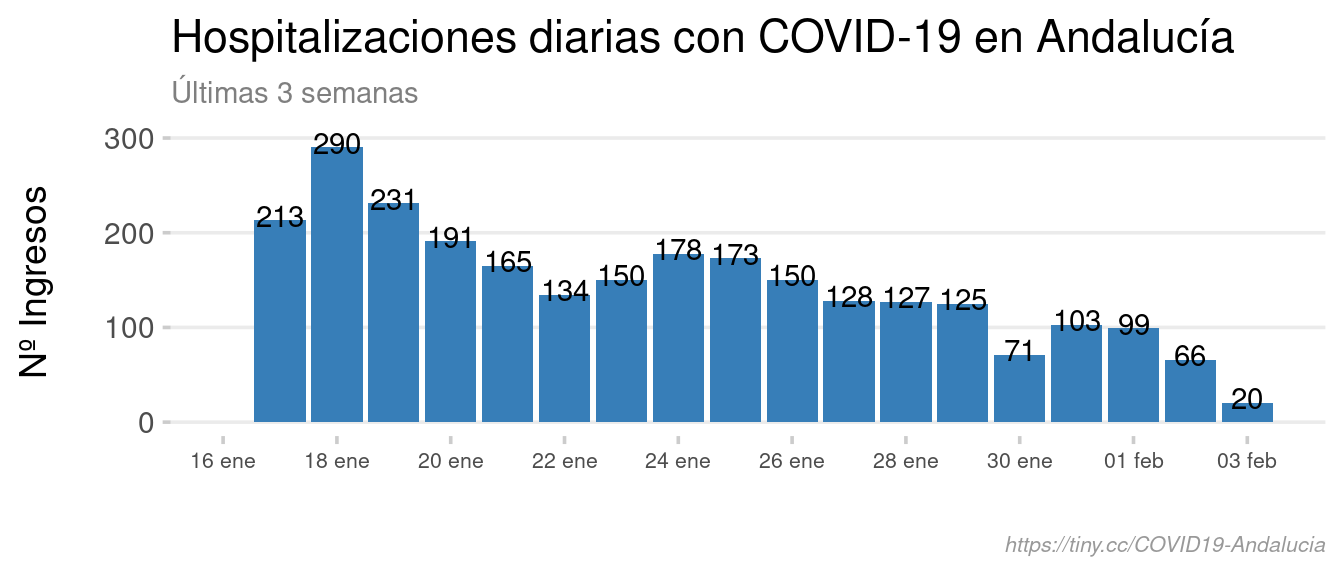 Hospitalizaciones diarias con COVID-19 en Andalucía
Últimas 3 semanas
Nº Ingresos
300
200
100
0
213
290
231
191
165
134
150
178
173
150
128
127
125
71
103
99
66
20
16 ene
18 ene
20 ene
22 ene
24 ene
26 ene
28 ene
30 ene
01 feb
03 feb
https://tiny.cc/COVID19-Andalucia